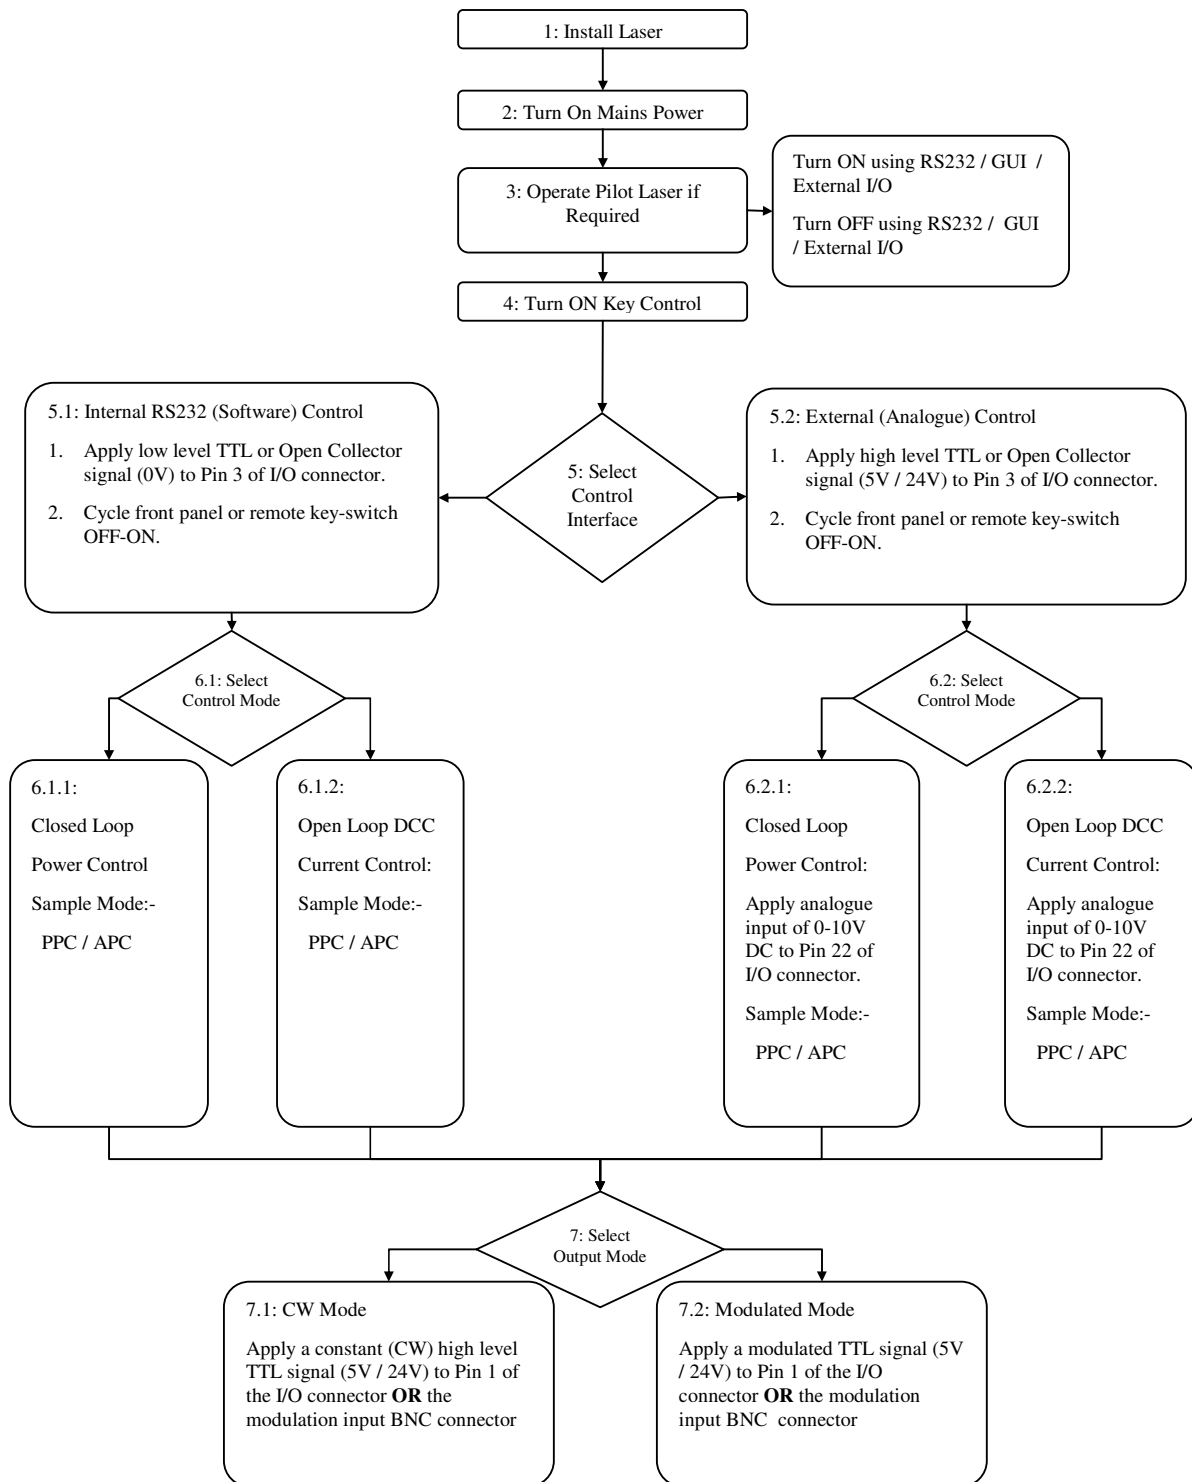 1: Install Laser
2: Turn On Mains Power
3: Operate Pilot Laser if
Required
Turn ON using RS232 / GUI /
External I/O
Turn OFF using RS232 / GUI
/ External I/O
4: Turn ON Key Control
5.1: Internal RS232 (Software) Control
1. Apply low level TTL or Open Collector
signal (0V) to Pin 3 of I/O connector.
2. Cycle front panel or remote key-switch
OFF-ON.
5: Select
Control
Interface
5.2: External (Analogue) Control
1. Apply high level TTL or Open Collector
signal (5V / 24V) to Pin 3 of I/O connector.
2. Cycle front panel or remote key-switch
OFF-ON.
6.1: Select
Control Mode
6.2: Select
Control Mode
6.1.1:
Closed Loop
Power Control
Sample Mode:-
PPC / APC
6.1.2:
Open Loop DCC
Current Control:
Sample Mode:-
PPC / APC
6.2.1:
Closed Loop
Power Control:
Apply analogue
input of 0-10V
DC to Pin 22 of
I/O connector.
Sample Mode:-
PPC / APC
6.2.2:
Open Loop DCC
Current Control:
Apply analogue
input of 0-10V
DC to Pin 22 of
I/O connector.
Sample Mode:-
PPC / APC
7: Select
Output Mode
7.1: CW Mode
Apply a constant (CW) high level
TTL signal (5V / 24V) to Pin 1 of
the I/O connector OR the
modulation input BNC connector
7.2: Modulated Mode
Apply a modulated TTL signal (5V
/ 24V) to Pin 1 of the I/O
connector OR the modulation
input BNC connector